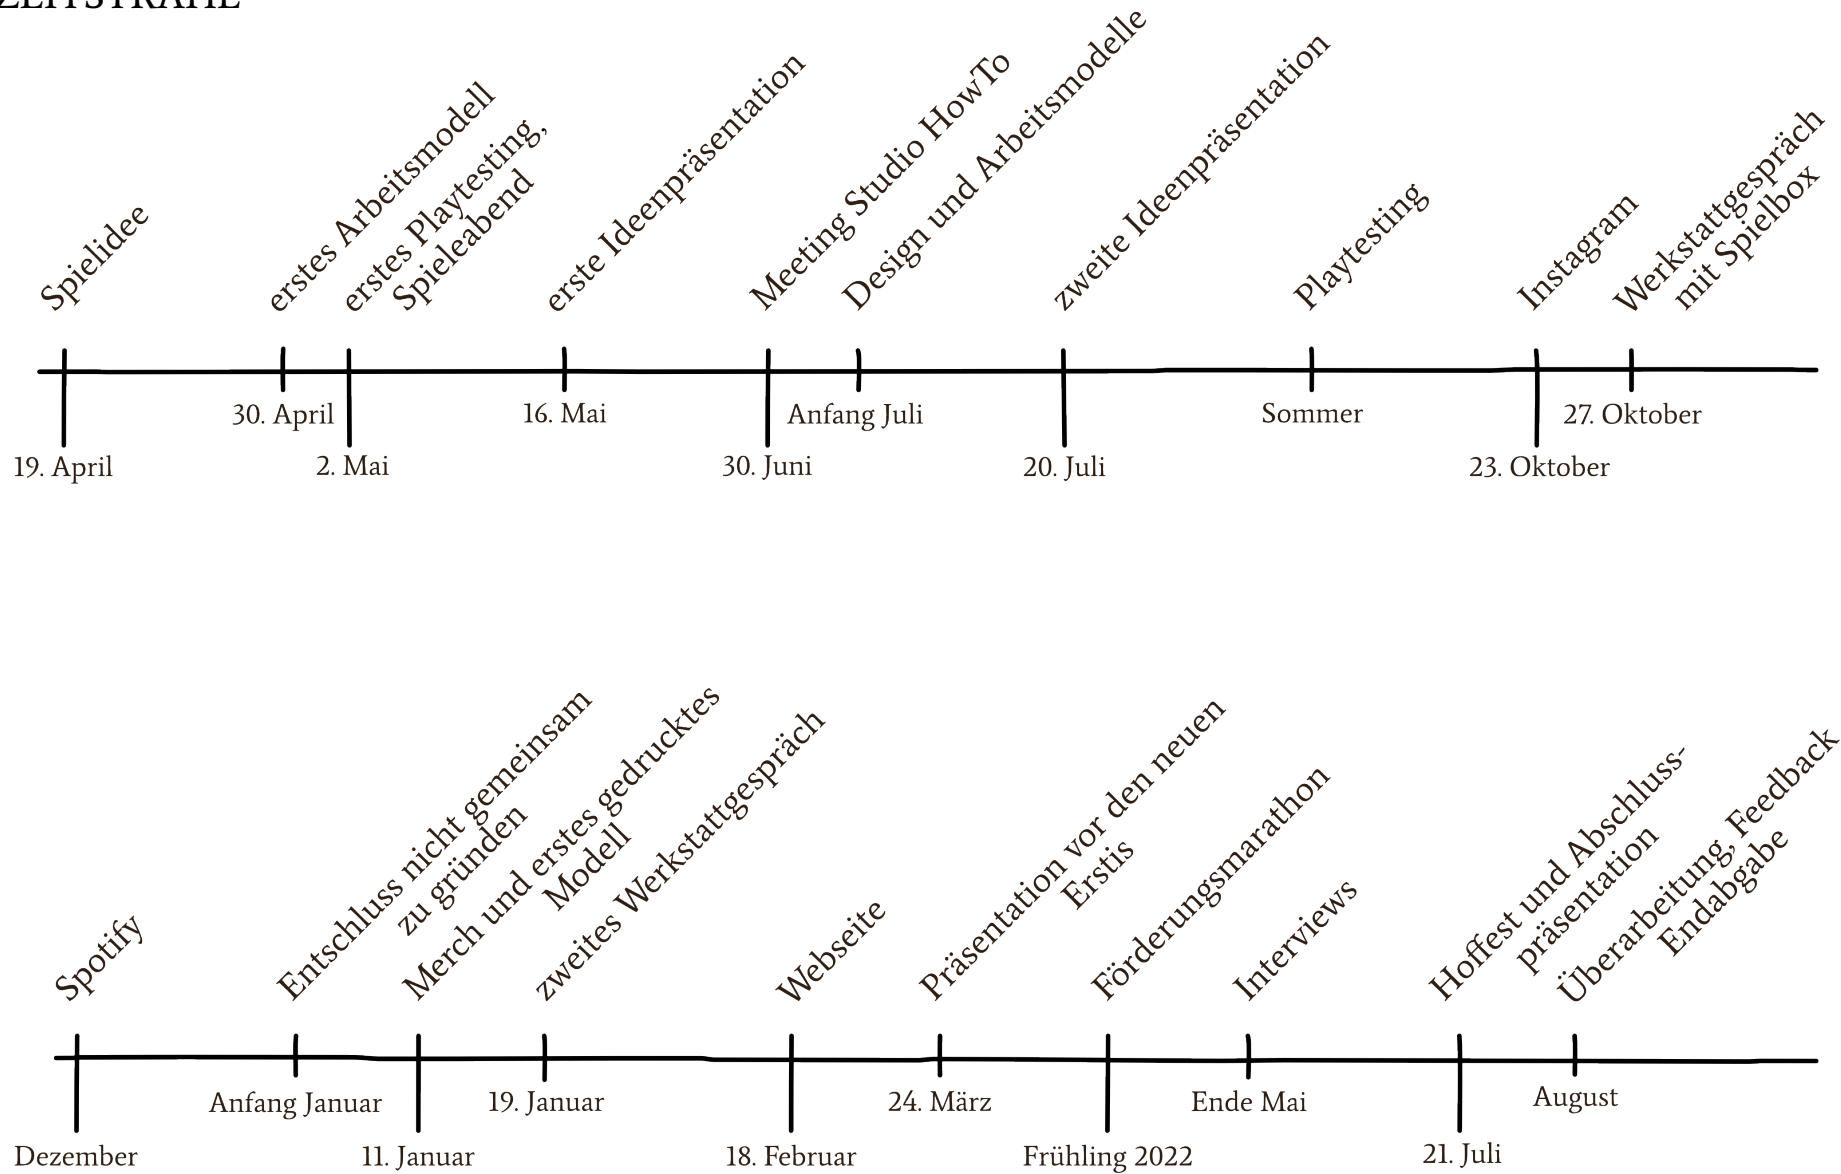 ZEITSTRAHL
Spielidee
erstes Arbeitsmodell
erstes Playtesting,
Spieleabend
erste Ideenpräsentation
Meeting Studio HowTo
Design und Arbeitsmodelle
zweite Ideenpräsentation
Playtesting
Instagram
Werkstattgespräch
mit Spielbox
30. April
16. Mai
Anfang Juli
Sommer
27. Oktober
19. April
2. Mai
30. Juni
20. Juli
23. Oktober
Spotify
Entschluss nicht gemeinsam
zu gründen
Merch und erstes gedrucktes
Modell
zweites Werkstattgespräch
Webseite
Präsentation vor den neuen
Erstis
Förderungsmarathon
Interviews
Hoffest und Abschluss-
präsentation
Überarbeitung, Feedback
Endabgabe
Anfang Januar
19. Januar
24. März
Ende Mai
August
Dezember
11. Januar
18. Februar
Frühling 2022
21. Juli